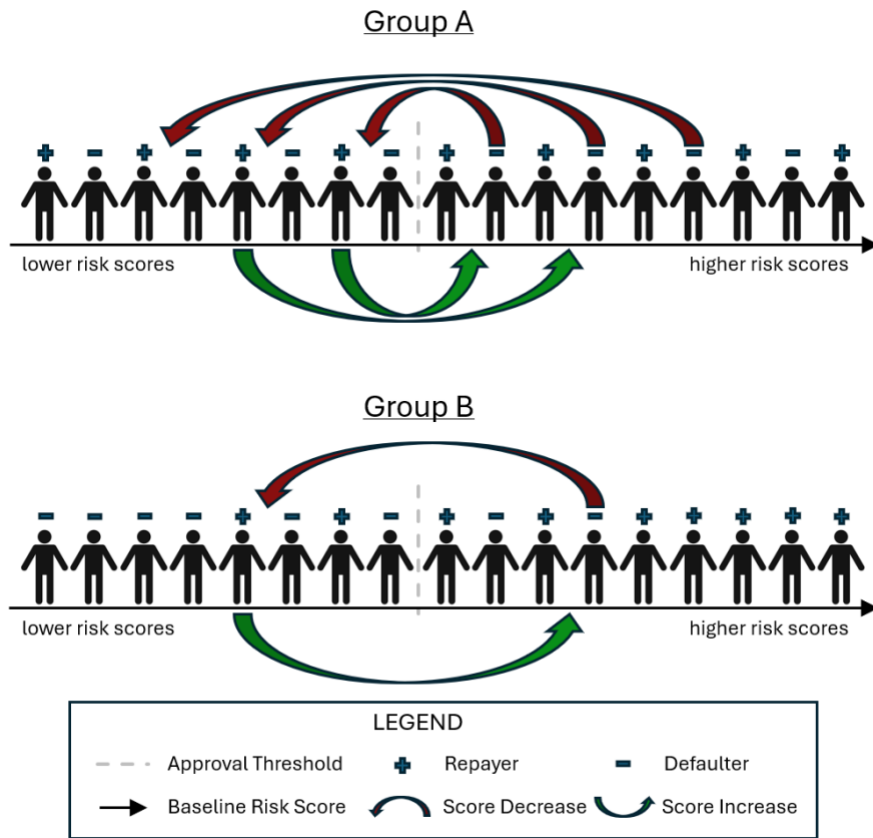 Group A
+ - + - + - + - + - + - + - + - +
lower risk scores higher risk scores
Group B
- - - - + - + - + - + - + + + + +
lower risk scores higher risk scores
LEGEND
Approval Threshold + Repayer - Defaulter
Baseline Risk Score Score Decrease Score Increase